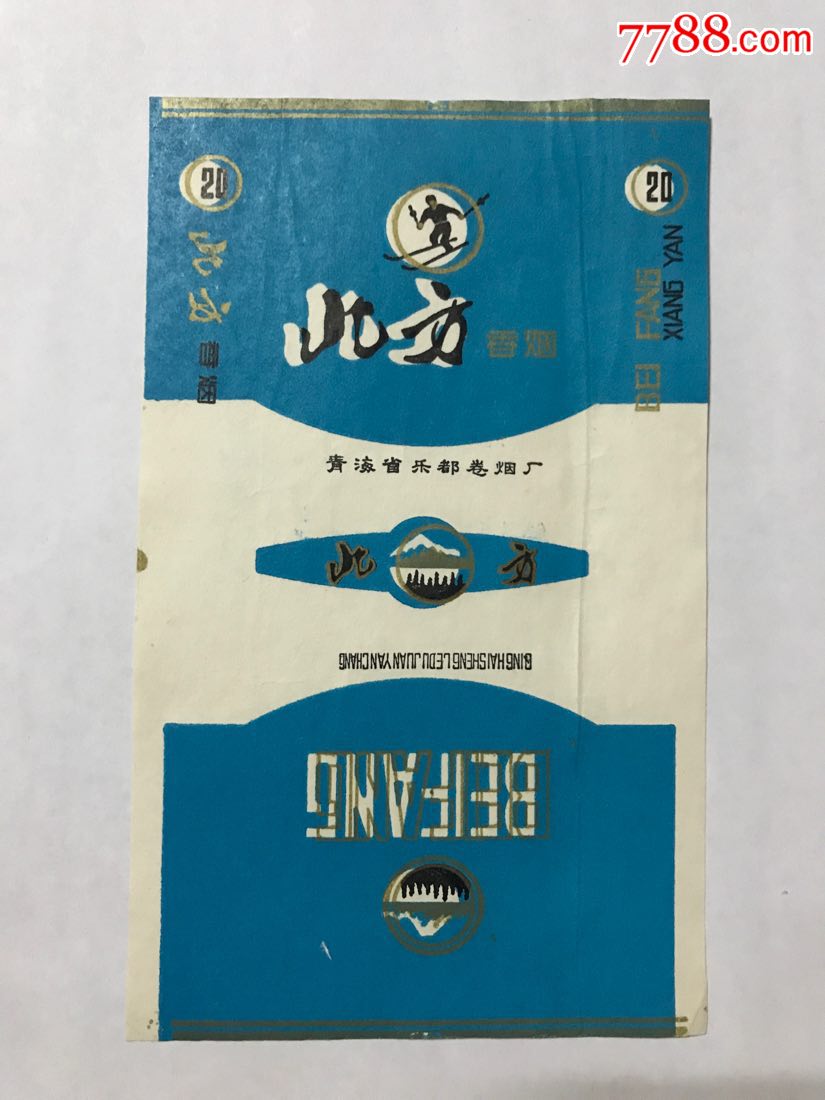 7788.com
20
20
北方
香烟
BEI FANG
XIANG YAN
北方 香烟
青海省乐都卷烟厂
北 方
QINGHAISHENGLEDUJUANYANCHANG
BEIFANG